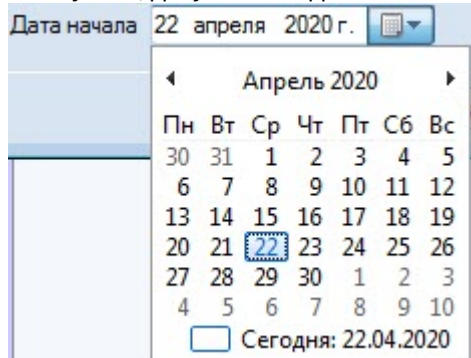 Дата начала 22 апреля 2020 г.
Апрель 2020
Пн Вт Ср Чт Пт Сб Вс
30 31 1 2 3 4 5
6 7 8 9 10 11 12
13 14 15 16 17 18 19
20 21 22 23 24 25 26
27 28 29 30 1 2 3
4 5 6 7 8 9 10
Сегодня: 22.04.2020